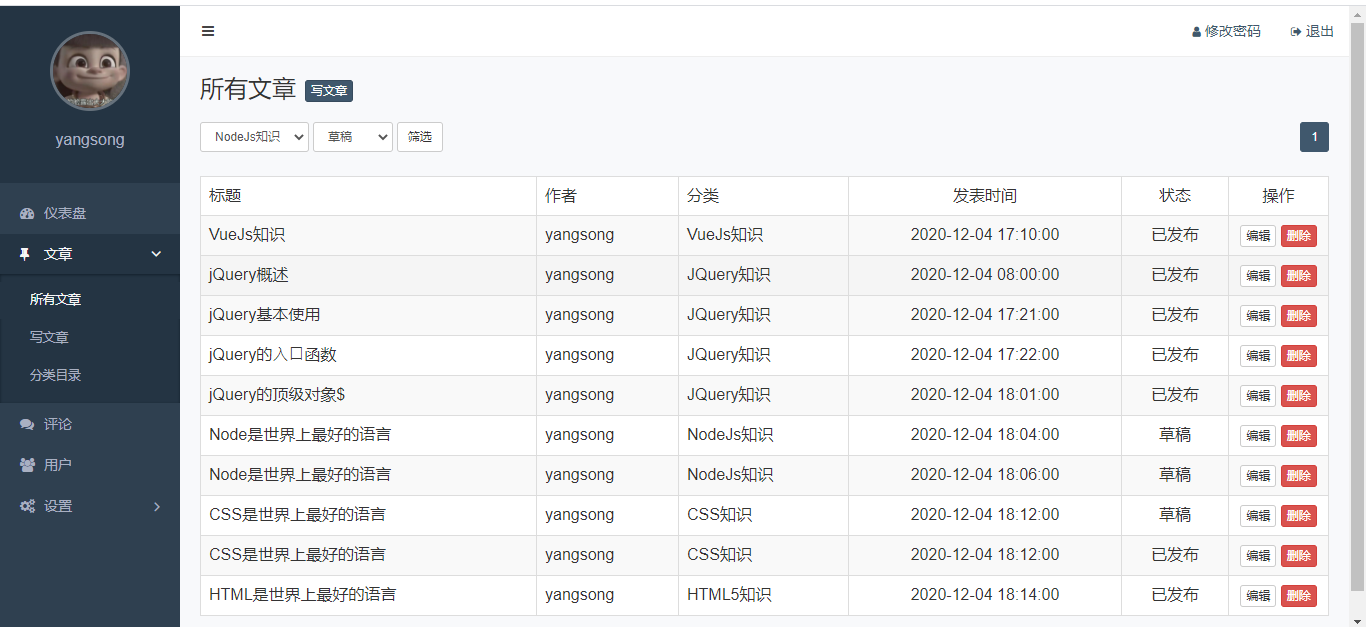 yangsong
仪表盘
文章
所有文章
写文章
分类目录
评论
用户
设置
修改密码 退出
所有文章 写文章
NodeJs知识 草稿 筛选 1
标题 作者 分类 发表时间 状态 操作
VueJs知识 yangsong VueJs知识 2020-12-04 17:10:00 已发布 编辑 删除
jQuery概述 yangsong JQuery知识 2020-12-04 08:00:00 已发布 编辑 删除
jQuery基本使用 yangsong JQuery知识 2020-12-04 17:21:00 已发布 编辑 删除
jQuery的入口函数 yangsong JQuery知识 2020-12-04 17:22:00 已发布 编辑 删除
jQuery的顶级对象$ yangsong JQuery知识 2020-12-04 18:01:00 已发布 编辑 删除
Node是世界上最好的语言 yangsong NodeJs知识 2020-12-04 18:04:00 草稿 编辑 删除
Node是世界上最好的语言 yangsong NodeJs知识 2020-12-04 18:06:00 草稿 编辑 删除
CSS是世界上最好的语言 yangsong CSS知识 2020-12-04 18:12:00 草稿 编辑 删除
CSS是世界上最好的语言 yangsong CSS知识 2020-12-04 18:12:00 已发布 编辑 删除
HTML是世界上最好的语言 yangsong HTML5知识 2020-12-04 18:14:00 已发布 编辑 删除